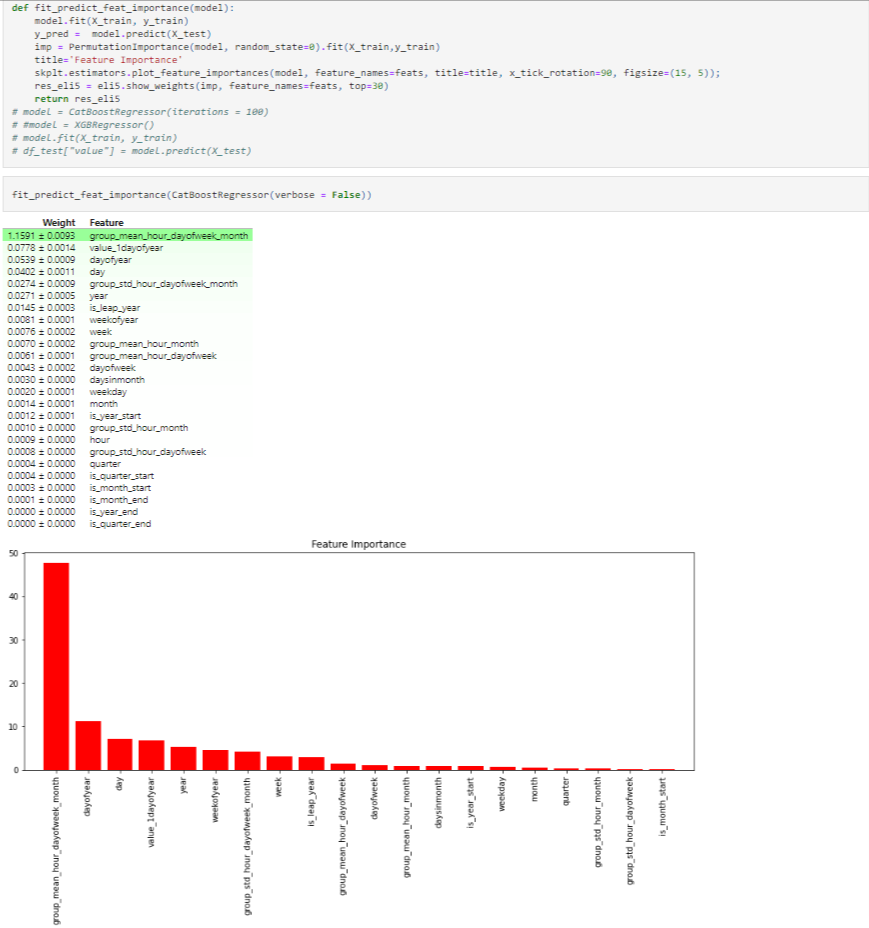 def fit_predict_feat_importance(model):
    model.fit(X_train, y_train)
    y_pred =  model.predict(X_test)
    imp = PermutationImportance(model, random_state=0).fit(X_train,y_train)
    title='Feature Importance'
    skplt.estimators.plot_feature_importances(model, feature_names=feats, title=title, x_tick_rotation=90, figsize=(15, 5));
    res_eli5 = eli5.show_weights(imp, feature_names=feats, top=30)
    return res_eli5
# model = CatBoostRegressor(iterations = 100)
# #model = XGBRegressor()
# model.fit(X_train, y_train)
# df_test["value"] = model.predict(X_test)
fit_predict_feat_importance(CatBoostRegressor(verbose = False))
Weight Feature
1.1591 ± 0.0093 group_mean_hour_dayofweek_month
0.0778 ± 0.0014 value_1dayofyear
0.0539 ± 0.0009 dayofyear
0.0402 ± 0.0011 day
0.0274 ± 0.0009 group_std_hour_dayofweek_month
0.0271 ± 0.0005 year
0.0145 ± 0.0003 is_leap_year
0.0081 ± 0.0001 weekofyear
0.0076 ± 0.0002 week
0.0070 ± 0.0002 group_mean_hour_month
0.0061 ± 0.0001 group_mean_hour_dayofweek
0.0043 ± 0.0002 dayofweek
0.0030 ± 0.0000 daysinmonth
0.0020 ± 0.0001 weekday
0.0014 ± 0.0001 month
0.0012 ± 0.0001 is_year_start
0.0010 ± 0.0000 group_std_hour_month
0.0009 ± 0.0000 hour
0.0008 ± 0.0000 group_std_hour_dayofweek
0.0004 ± 0.0000 quarter
0.0004 ± 0.0000 is_quarter_start
0.0003 ± 0.0000 is_month_start
0.0001 ± 0.0000 is_month_end
0.0000 ± 0.0000 is_year_end
0.0000 ± 0.0000 is_quarter_end
Feature Importance
50
40
30
20
10
0
group_mean_hour_dayofweek_month
dayofyear
day
value_1dayofyear
year
weekofyear
group_std_hour_dayofweek_month
week
is_leap_year
group_mean_hour_dayofweek
dayofweek
group_mean_hour_month
daysinmonth
is_year_start
weekday
month
quarter
group_std_hour_month
group_std_hour_dayofweek
is_month_start